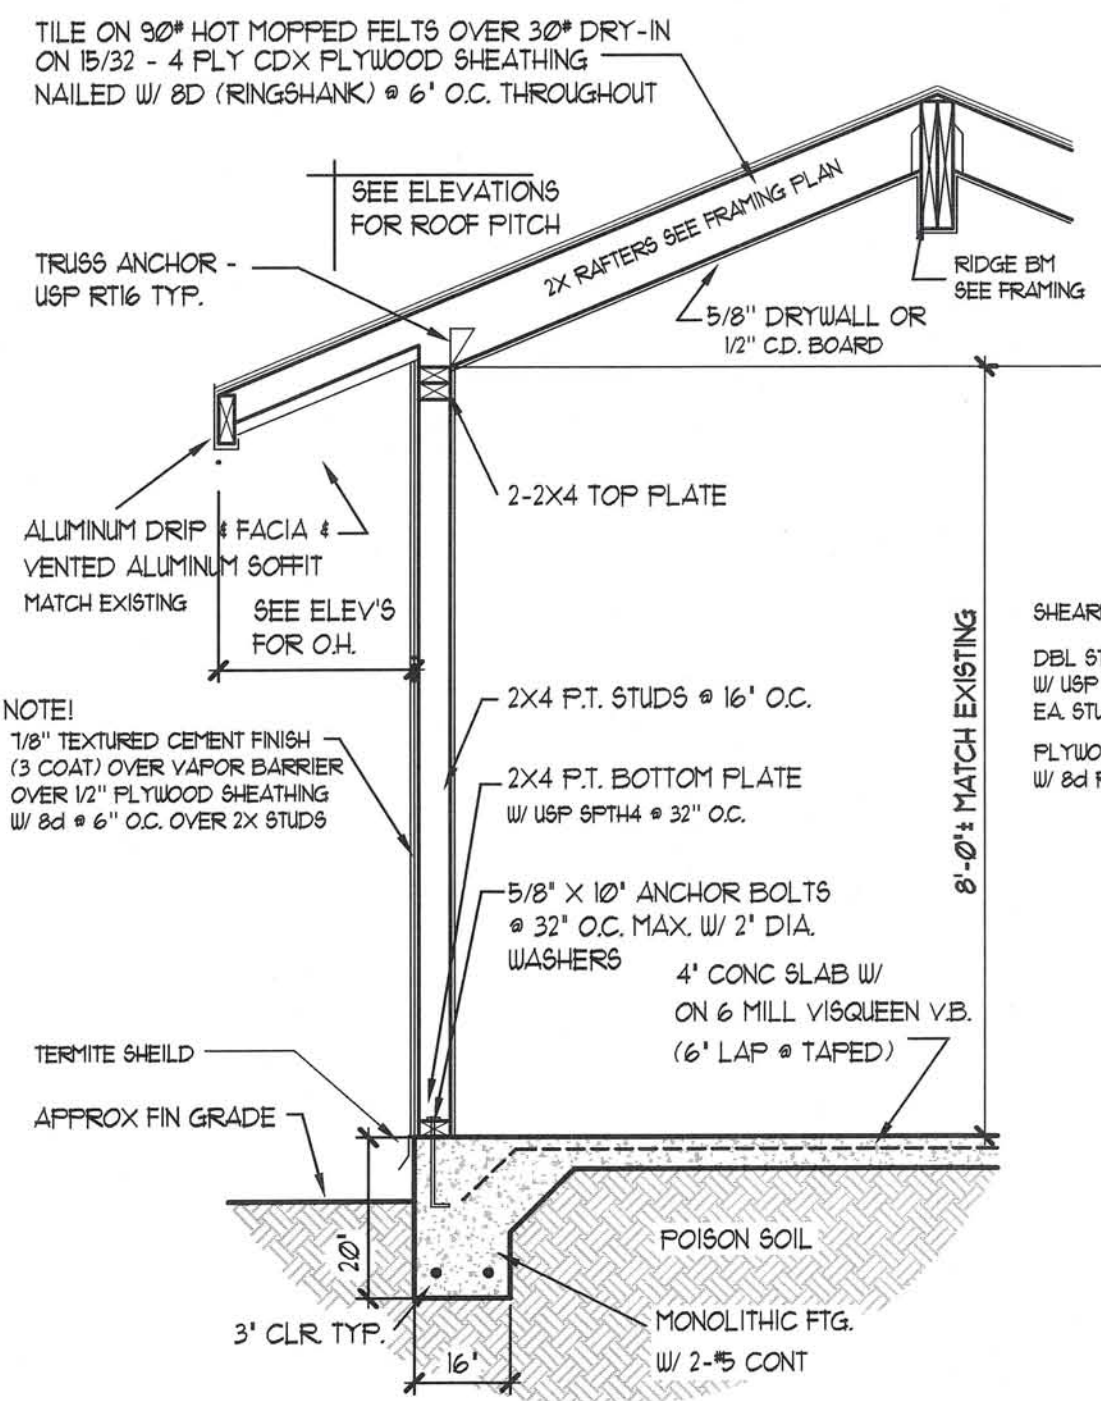 TILE ON 90# HOT MOPPED FELTS OVER 30# DRY-IN
ON 15/32 - 4 PLY CDX PLYWOOD SHEATHING
NAILED W/ 8D (RINGSHANK) @ 6" O.C. THROUGHOUT
SEE ELEVATIONS
FOR ROOF PITCH
2X RAFTERS SEE FRAMING PLAN
TRUSS ANCHOR -
USP RT16 TYP.
RIDGE BM
SEE FRAMING
5/8" DRYWALL OR
1/2" C.D. BOARD
2-2X4 TOP PLATE
ALUMINUM DRIP & FACIA &
VENTED ALUMINUM SOFFIT
MATCH EXISTING
SEE ELEV'S
FOR O.H.
8'-0"± MATCH EXISTING
SHEAR
DBL ST
W/ USP
EA. STU
PLYWO
W/ 8d
NOTE!
7/8" TEXTURED CEMENT FINISH
(3 COAT) OVER VAPOR BARRIER
OVER 1/2" PLYWOOD SHEATHING
W/ 8d @ 6" O.C. OVER 2X STUDS
2X4 P.T. STUDS @ 16" O.C.
2X4 P.T. BOTTOM PLATE
W/ USP SPTH4 @ 32" O.C.
5/8" X 10" ANCHOR BOLTS
@ 32" O.C. MAX. W/ 2" DIA.
WASHERS
4" CONC SLAB W/
ON 6 MILL VISQUEEN V.B.
(6" LAP @ TAPED)
TERMITE SHEILD
APPROX FIN GRADE
20"
POISON SOIL
3" CLR TYP.
16"
MONOLITHIC FTG.
W/ 2-#5 CONT